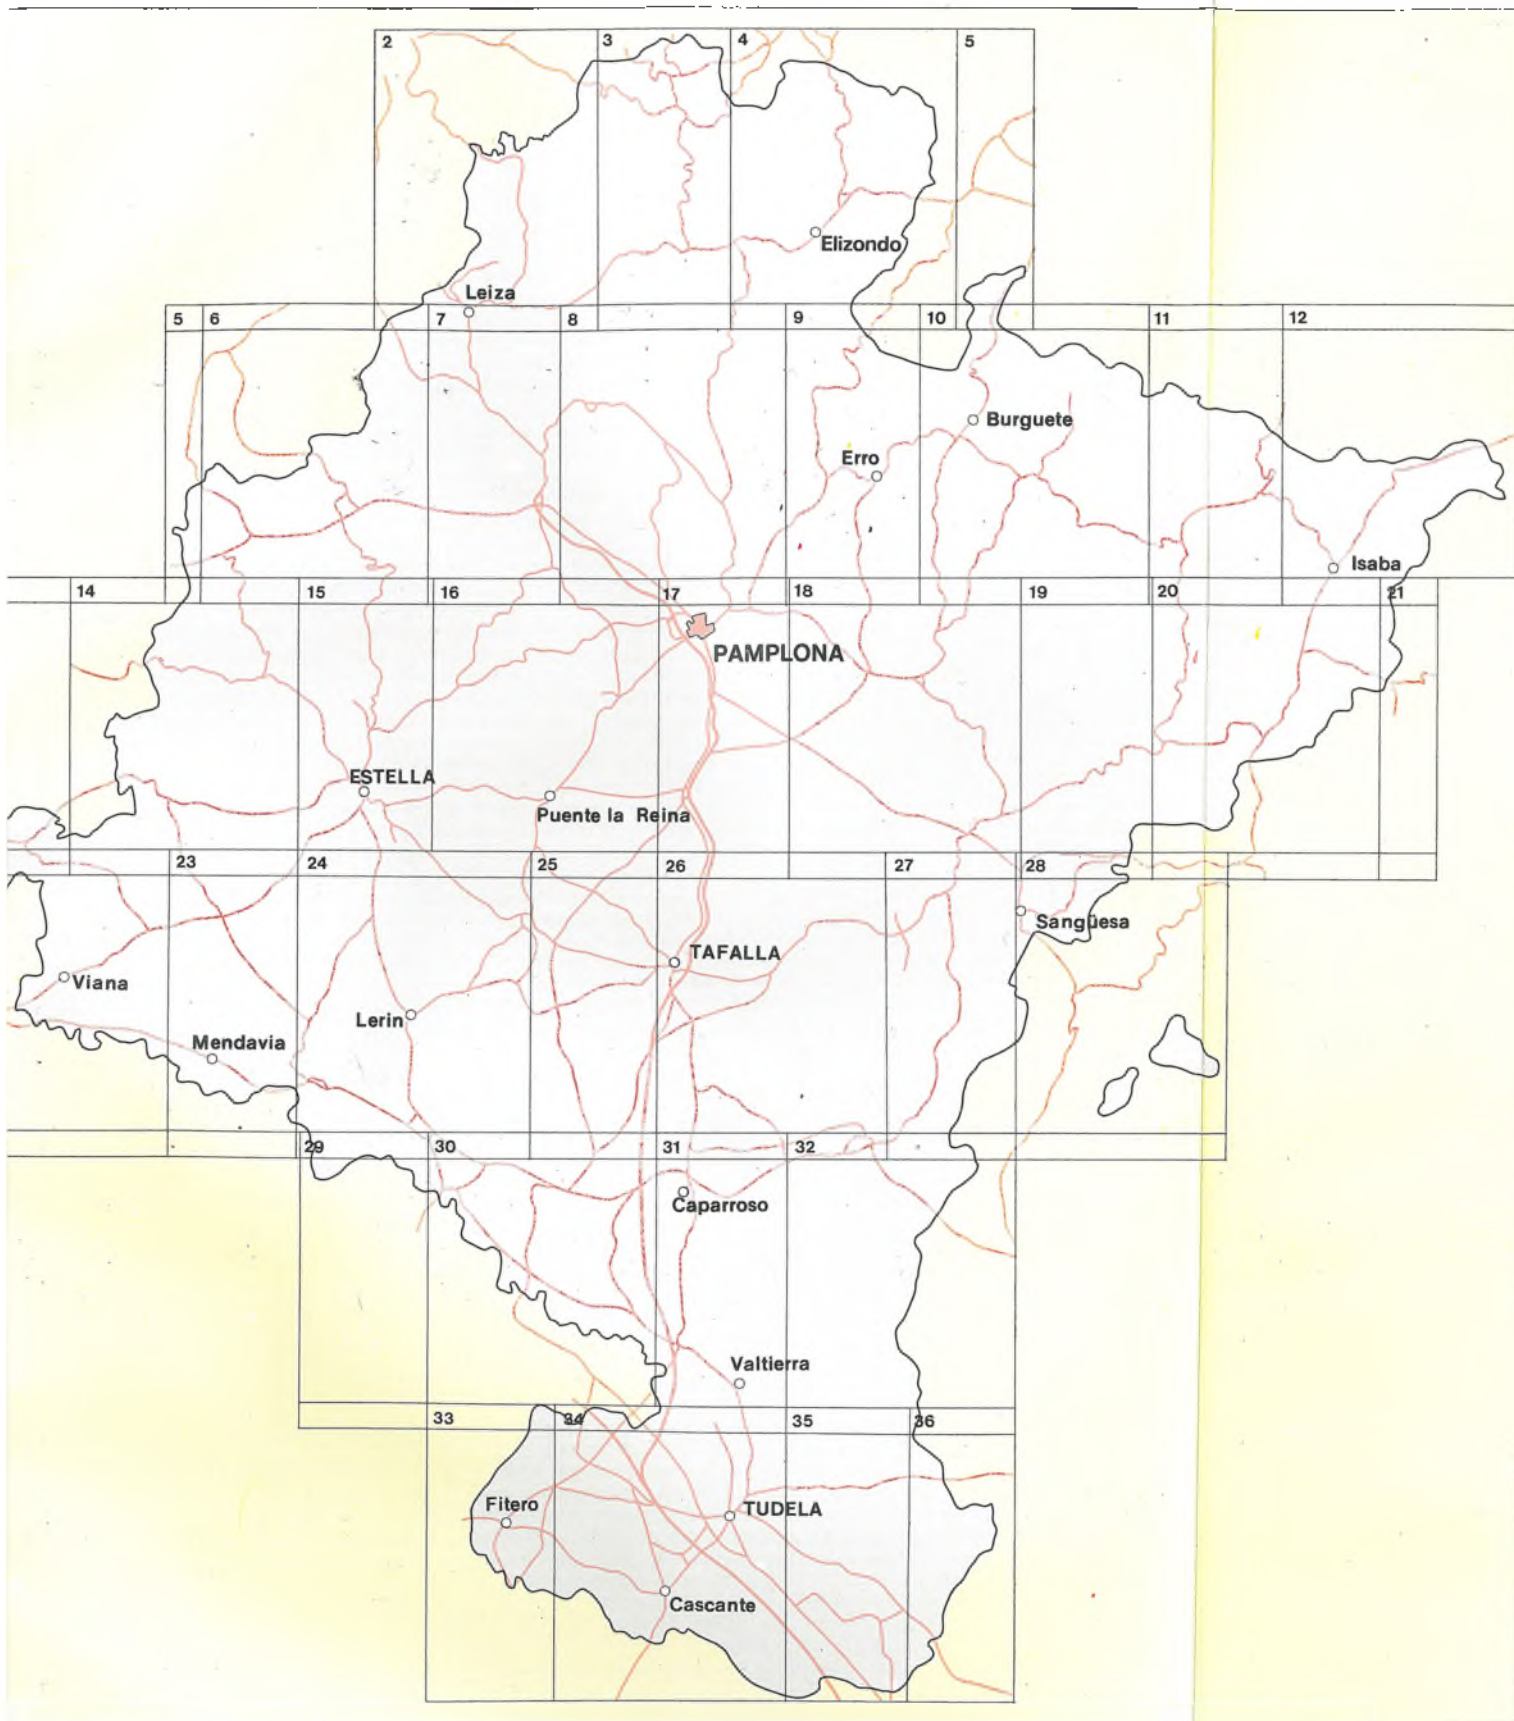 2
3
4
5
Elizondo
Leiza
5
6
7
8
9
10
11
12
Burguete
Erro
Isaba
14
15
16
17
18
19
20
21
PAMPLONA
ESTELLA
Puente la Reina
23
24
25
26
27
28
Sangüesa
TAFALLA
Viana
Lerin
Mendavia
29
30
31
32
Caparroso
Valtierra
33
34
35
36
Fitero
TUDELA
Cascante